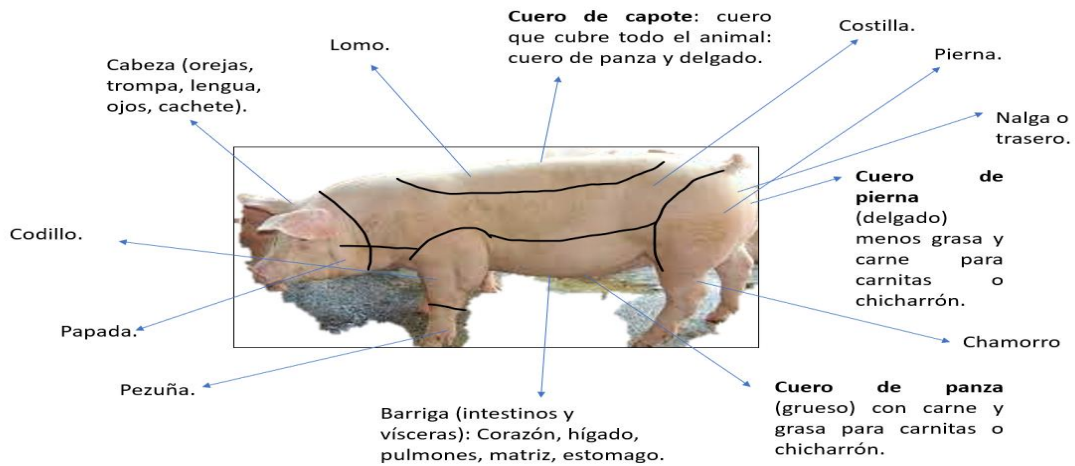 Cuero de capote: cuero
que cubre todo el animal:
cuero de panza y delgado.
Costilla.
Lomo.
Pierna.
Cabeza (orejas,
trompa, lengua,
ojos, cachete).
Nalga o
trasero.
Cuero de
pierna
(delgado)
menos grasa y
carne para
carnitas o
chicharrón.
Codillo.
Papada.
Chamorro
Pezuña.
Cuero de panza
(grueso) con carne y
grasa para carnitas o
chicharrón.
Barriga (intestinos y
vísceras): Corazón, hígado,
pulmones, matriz, estomago.